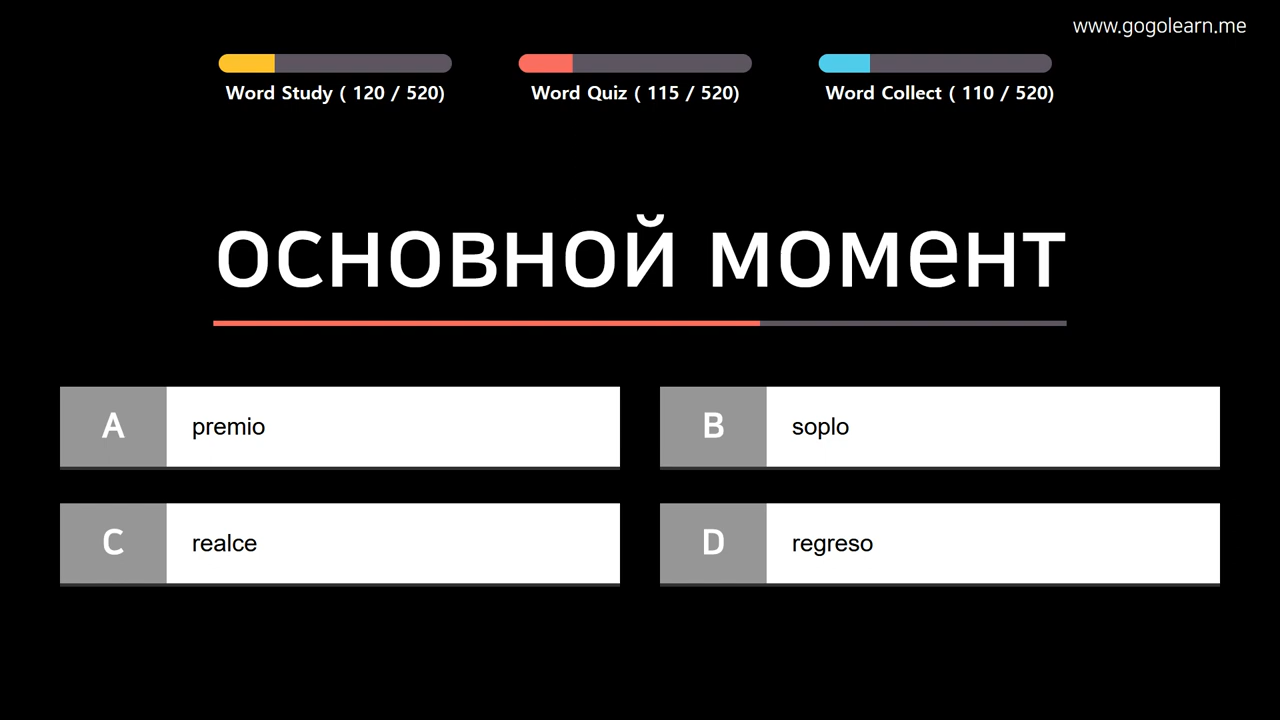 www.gogolearn.me
Word Study ( 120 / 520)
Word Quiz ( 115 / 520)
Word Collect ( 110 / 520)
основной момент
A
premio
B
soplo
C
realce
D
regreso